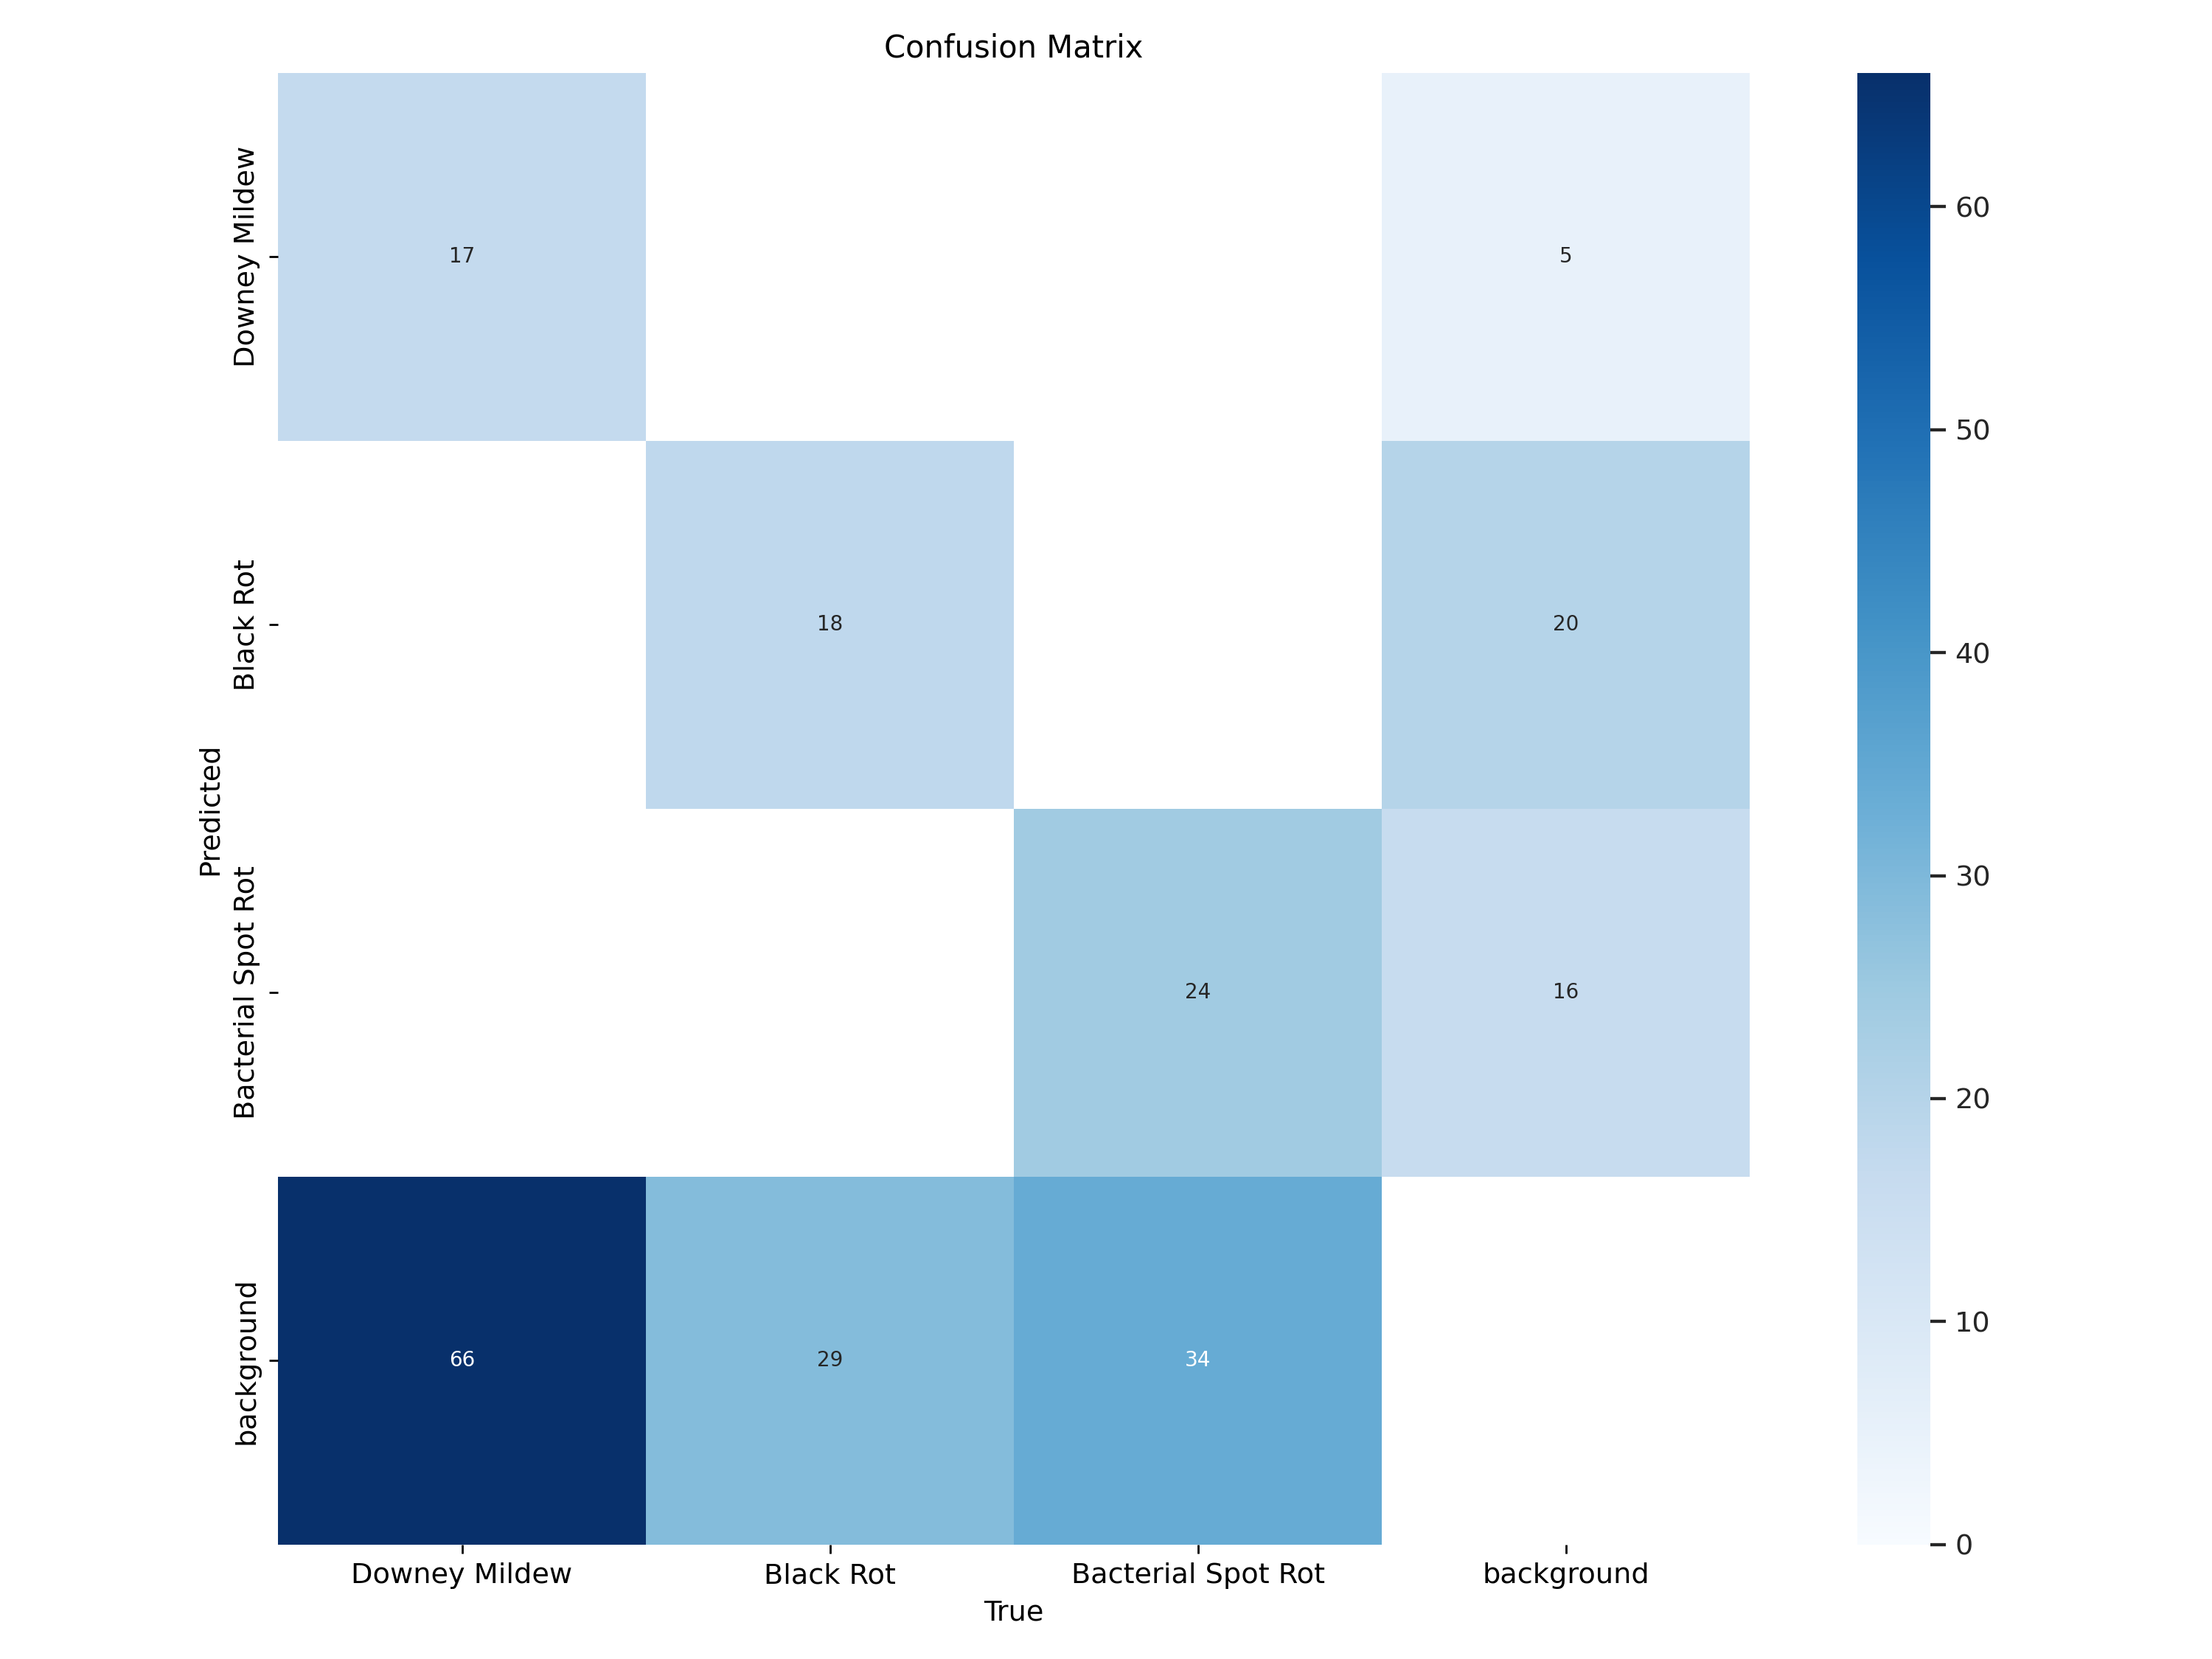 Confusion Matrix
Downey Mildew
17
5
60
50
Black Rot
18
20
40
Predicted
30
Bacterial Spot Rot
24
16
20
background
66
29
34
10
0
Downey Mildew
Black Rot
Bacterial Spot Rot
background
True